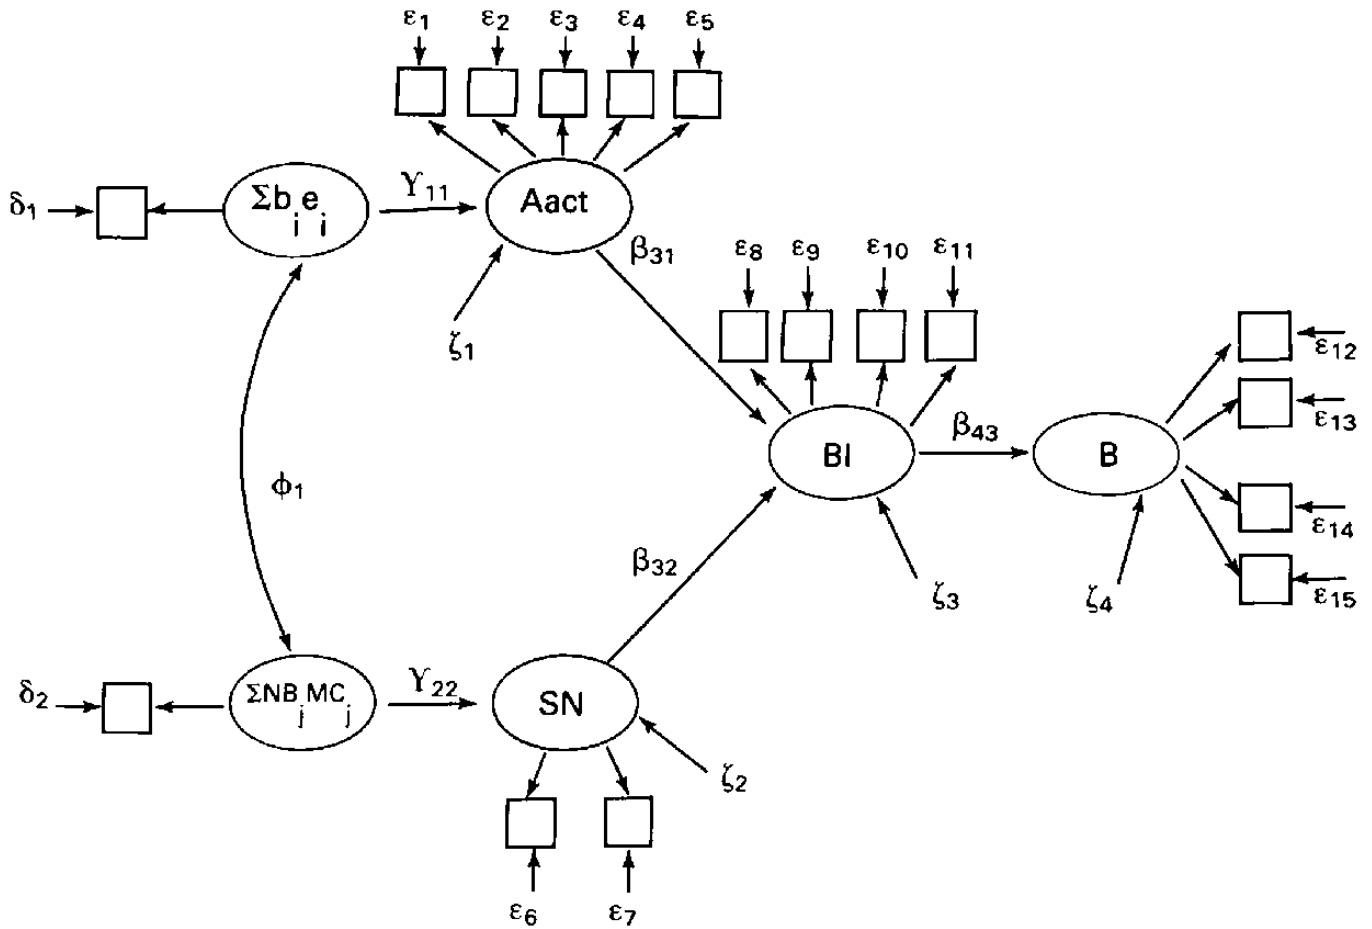 ε1 ε2 ε3 ε4 ε5
δ1
Σbiei
ϒ11
Aact
β31
ε8 ε9 ε10 ε11
ζ1
ε12
ε13
β43
BI
B
ϕ1
ε14
β32
ζ3
ζ4
ε15
δ2
ΣNBjMCj
ϒ22
SN
ζ2
ε6 ε7